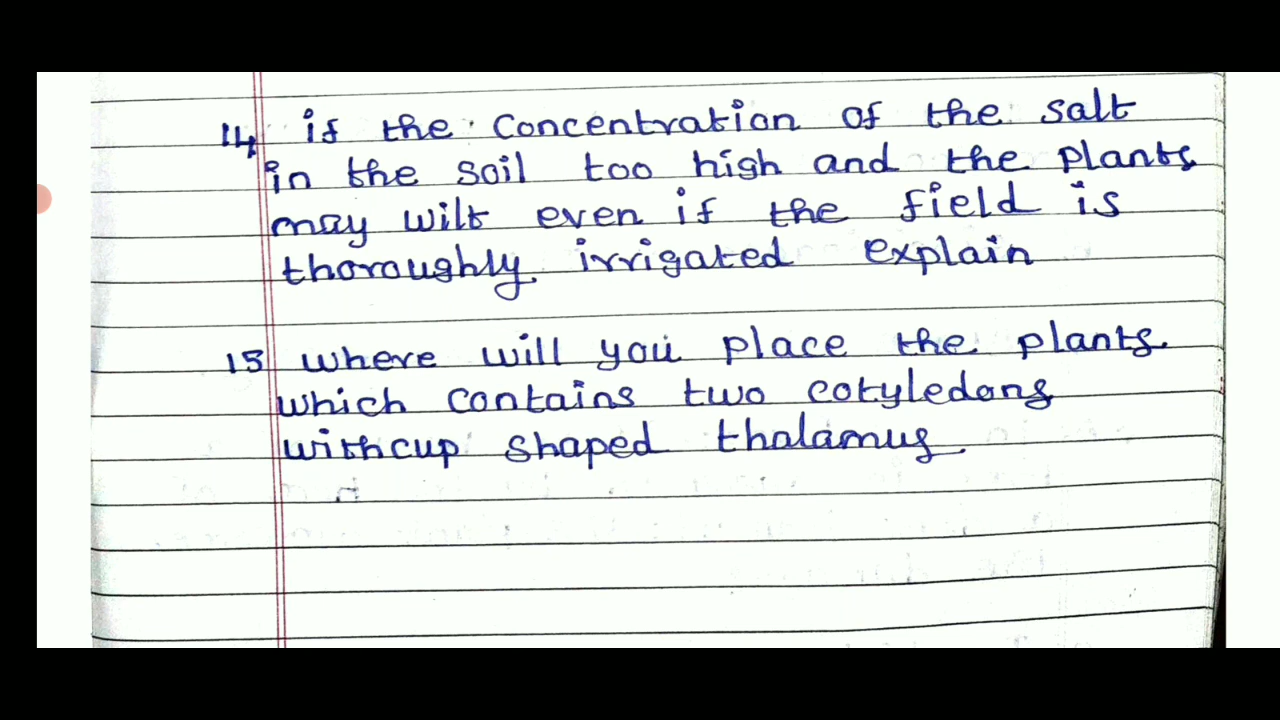 14, if the concentration of the salt
in the soil too high and the plants
may wilt even if the field is
thoroughly irrigated explain
15 where will you place the plants
which contains two cotyledons
withcup shaped thalamus